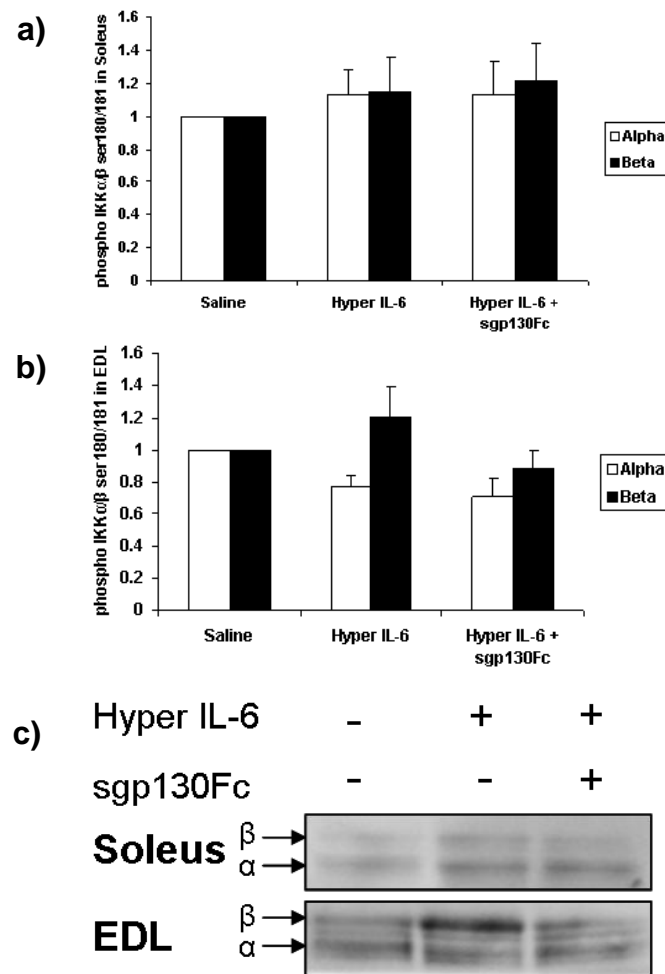 a)
phospho IKKα/β ser180/181 in Soleus
1.6
1.4
1.2
1
0.8
0.6
0.4
0.2
0
Saline
Hyper IL-6
Hyper IL-6 +
sgp130Fc
Alpha
Beta
b)
phospho IKKα/β ser180/181 in EDL
1.6
1.4
1.2
1
0.8
0.6
0.4
0.2
0
Saline
Hyper IL-6
Hyper IL-6 +
sgp130Fc
Alpha
Beta
c)
Hyper IL-6 - + +
sgp130Fc - - +
Soleus β
α
EDL β
α